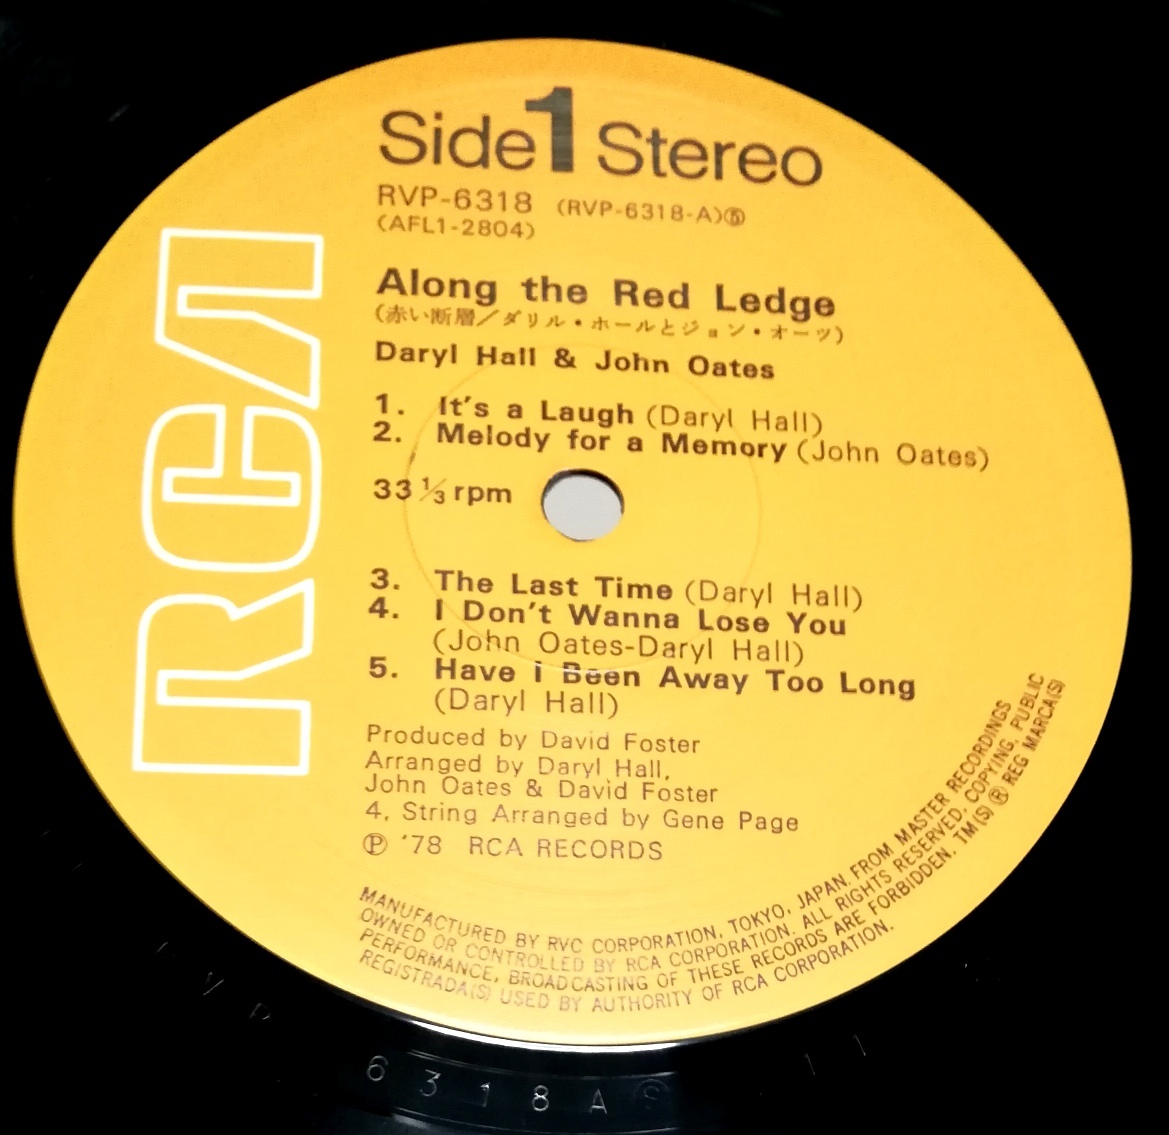 Side 1 Stereo
RVP-6318 (RVP-6318-A)
(AFL1-2804)
Along the Red Ledge
(赤い断層／ダリル・ホールとジョン・オーツ)
Daryl Hall & John Oates
1. It's a Laugh (Daryl Hall)
2. Melody for a Memory (John Oates)
33 1/3 rpm
3. The Last Time (Daryl Hall)
4. I Don't Wanna Lose You
(John Oates-Daryl Hall)
5. Have i Been Away Too Long
(Daryl Hall)
Produced by David Foster
Arranged by Daryl Hall,
John Oates & David Foster
4, String Arranged by Gene Page
Ⓟ '78 RCA RECORDS
MANUFACTURED BY RVC CORPORATION, TOKYO, JAPAN, FROM MASTER RECORDINGS
OWNED OR CONTROLLED BY RCA CORPORATION. ALL RIGHTS RESERVED. COPYING, PUBLIC
PERFORMANCE, BROADCASTING OF THESE RECORDS ARE FORBIDDEN. TM(S) ® REG MARCA(S)
REGISTRADA(S) USED BY AUTHORITY OF RCA CORPORATION.
RCA
V P 6 3 1 8 A